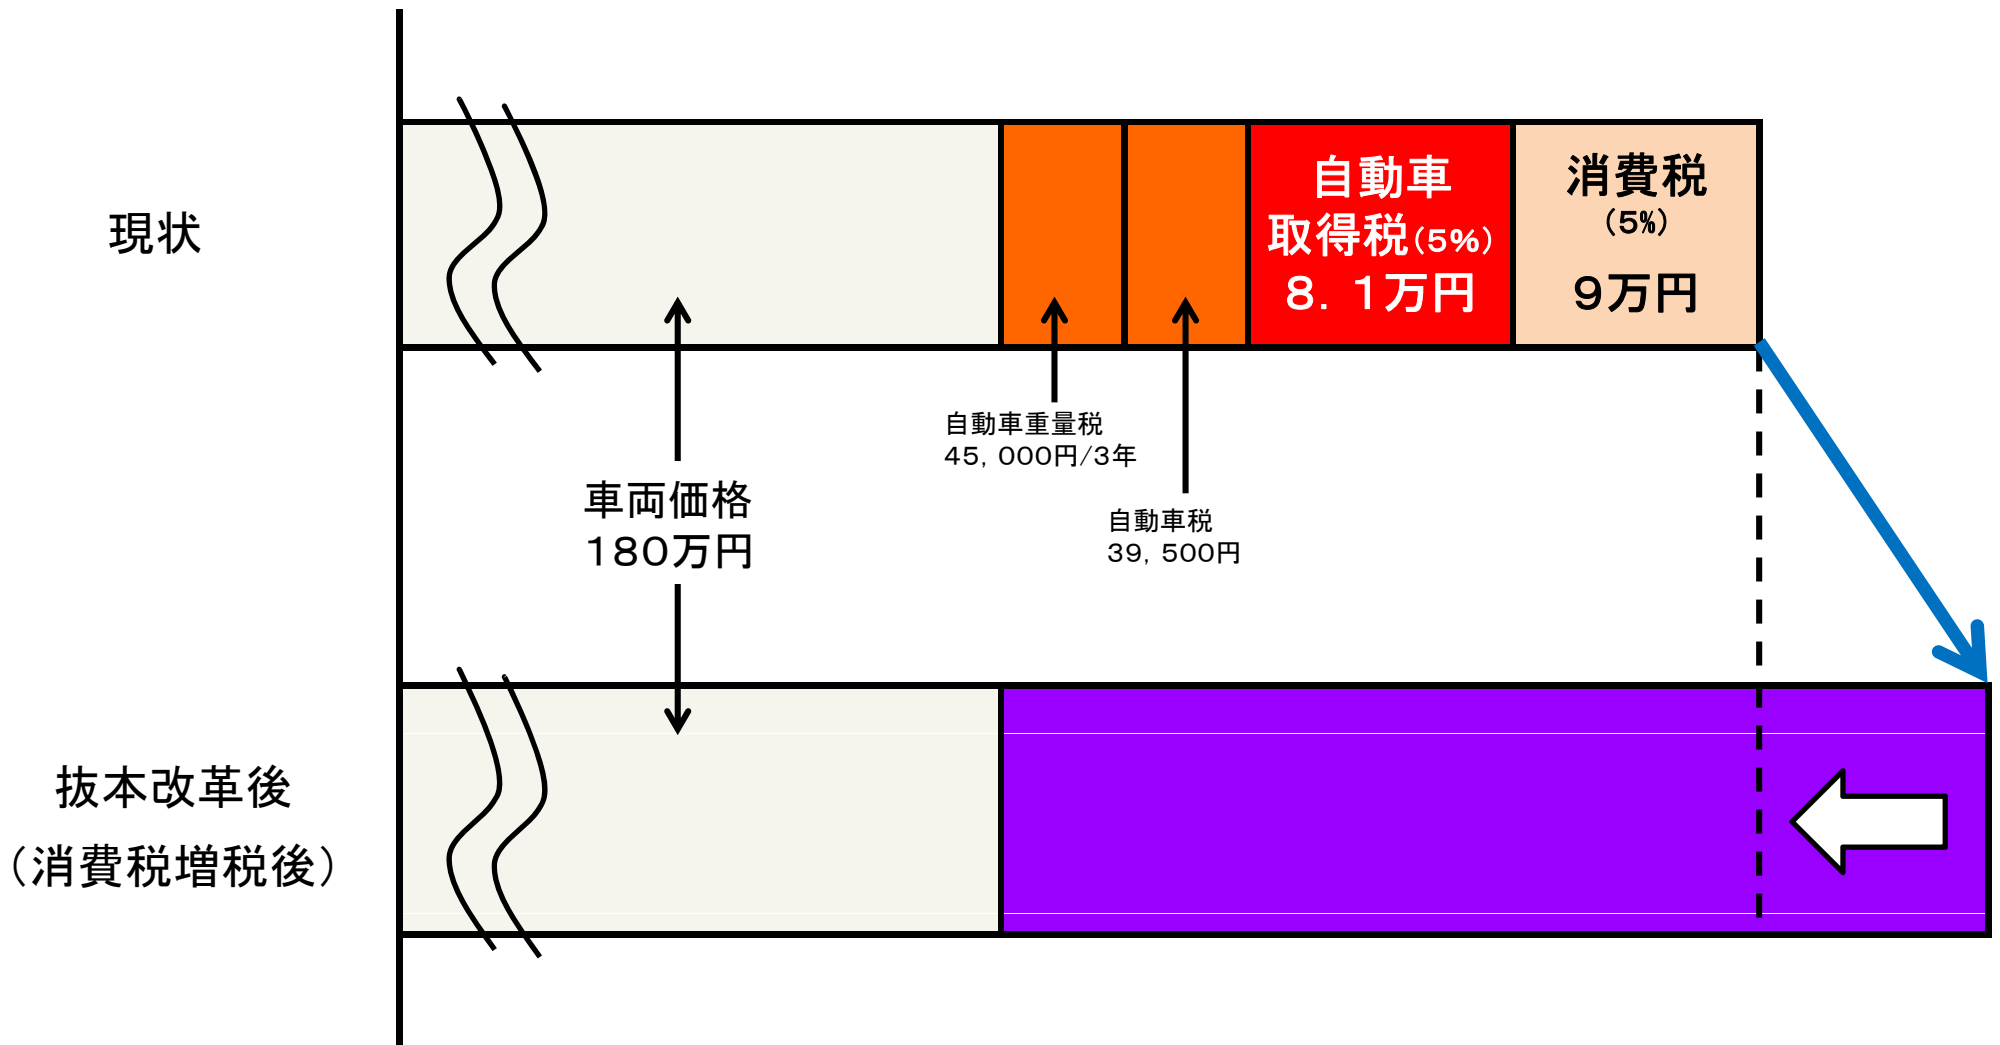 現状
自動車
取得税(5%)
8．1万円
消費税
(5%)
9万円
自動車重量税
45，000円/3年
車両価格
180万円
自動車税
39，500円
抜本改革後
（消費税増税後）